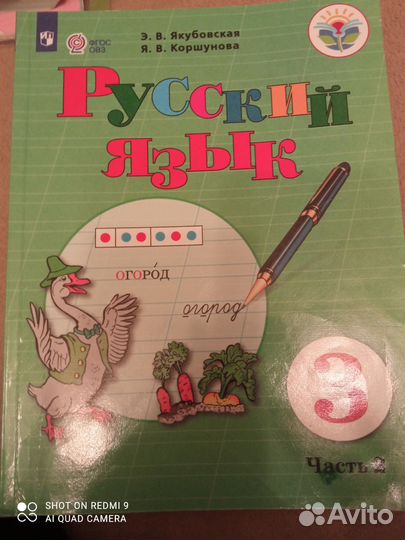 Э. В. Якубовская
Я. В. Коршунова
ФГОС
ОВЗ
Русский
язык
огоро́д
огород
3
Часть 2
SHOT ON REDMI 9
AI QUAD CAMERA
Avito